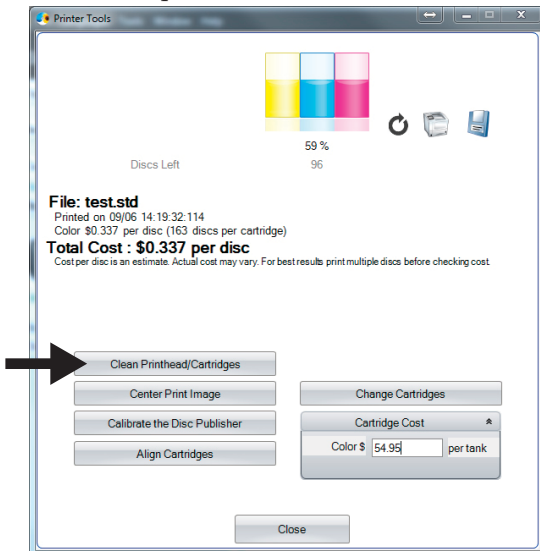 Printer Tools
59 %
Discs Left 96
File: test.std
Printed on 09/06 14:19:32:114
Color $0.337 per disc (163 discs per cartridge)
Total Cost : $0.337 per disc
Cost per disc is an estimate. Actual cost may vary. For best results print multiple discs before checking cost.
Clean Printhead/Cartridges
Center Print Image Change Cartridges
Calibrate the Disc Publisher Cartridge Cost
Align Cartridges Color $ 54.95 per tank
Close